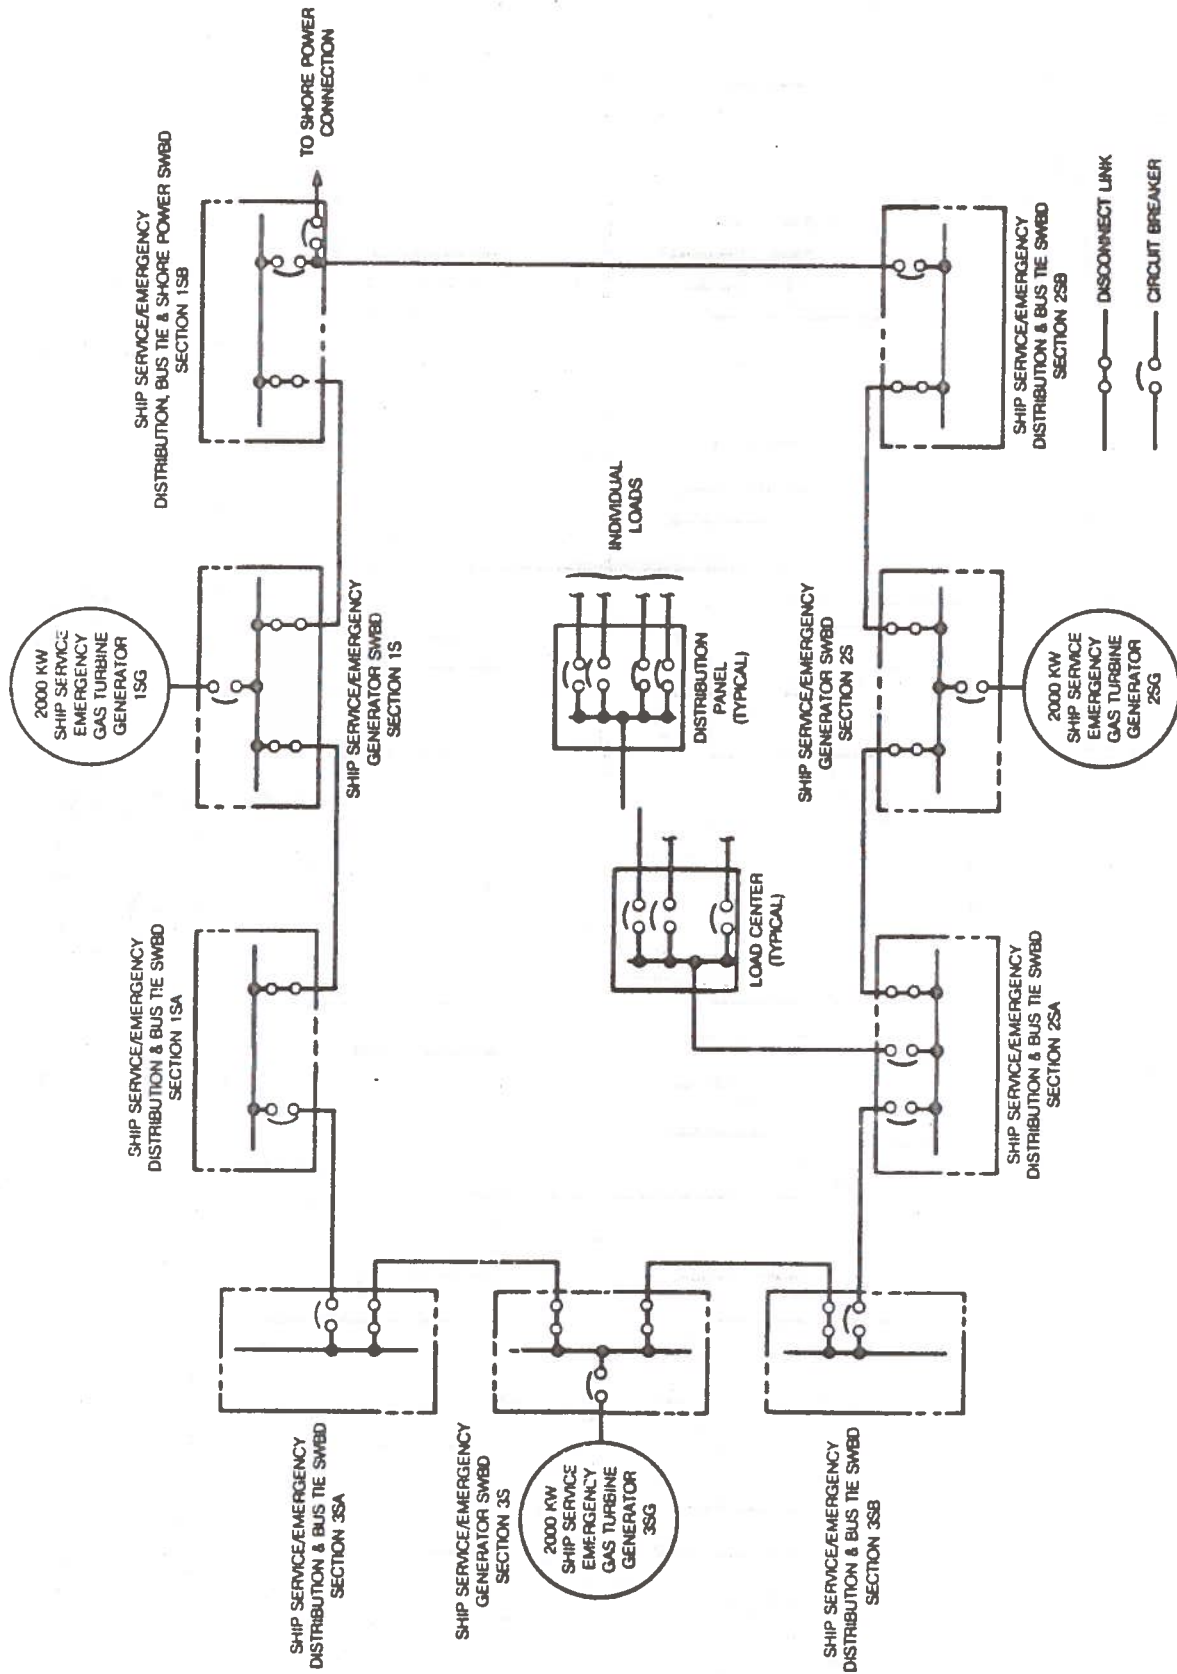 SHIP SERVICE/EMERGENCY
DISTRIBUTION & BUS TIE SWBD
SECTION 3SA
SHIP SERVICE/EMERGENCY
GENERATOR SWBD
SECTION 3S
2000 KW
SHIP SERVICE
EMERGENCY
GAS TURBINE
GENERATOR
3SG
SHIP SERVICE/EMERGENCY
DISTRIBUTION & BUS TIE SWBD
SECTION 3SB
SHIP SERVICE/EMERGENCY
DISTRIBUTION & BUS TIE SWBD
SECTION 1SA
2000 KW
SHIP SERVICE
EMERGENCY
GAS TURBINE
GENERATOR
1SG
SHIP SERVICE/EMERGENCY
GENERATOR SWBD
SECTION 1S
SHIP SERVICE/EMERGENCY
DISTRIBUTION, BUS TIE & SHORE POWER SWBD
SECTION 1SB
TO SHORE POWER
CONNECTION
LOAD CENTER
(TYPICAL)
DISTRIBUTION
PANEL
(TYPICAL)
INDIVIDUAL
LOADS
SHIP SERVICE/EMERGENCY
DISTRIBUTION & BUS TIE SWBD
SECTION 2SA
SHIP SERVICE/EMERGENCY
GENERATOR SWBD
SECTION 2S
2000 KW
SHIP SERVICE
EMERGENCY
GAS TURBINE
GENERATOR
2SG
SHIP SERVICE/EMERGENCY
DISTRIBUTION & BUS TIE SWBD
SECTION 2SB
DISCONNECT LINK
CIRCUIT BREAKER